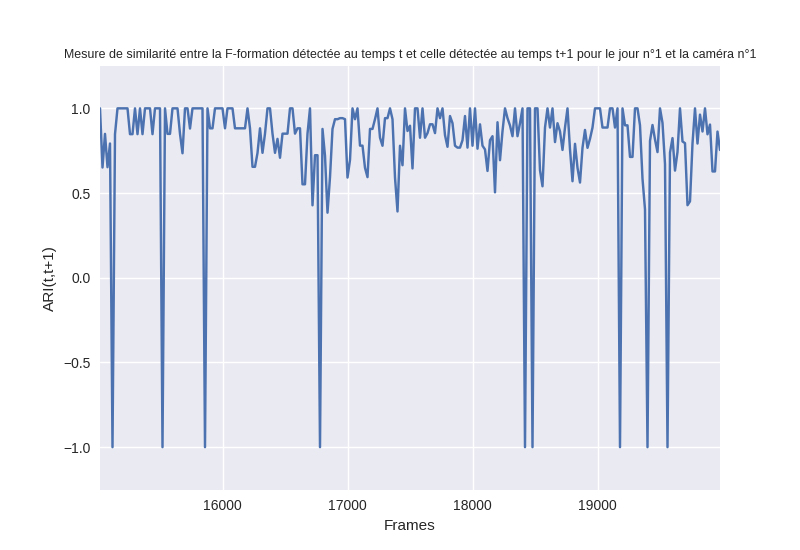 Mesure de similarité entre la F-formation détectée au temps t et celle détectée au temps t+1 pour le jour n°1 et la caméra n°1
1.0
0.5
0.0
−0.5
−1.0
ARI(t,t+1)
16000 17000 18000 19000
Frames